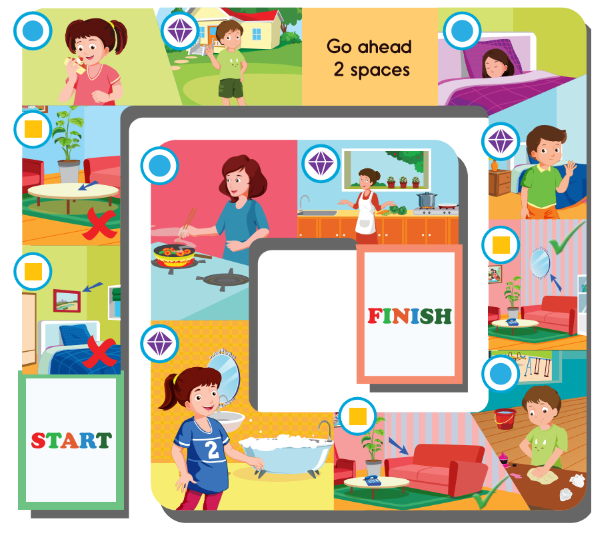 Go ahead
2 spaces
FINISH
START
2